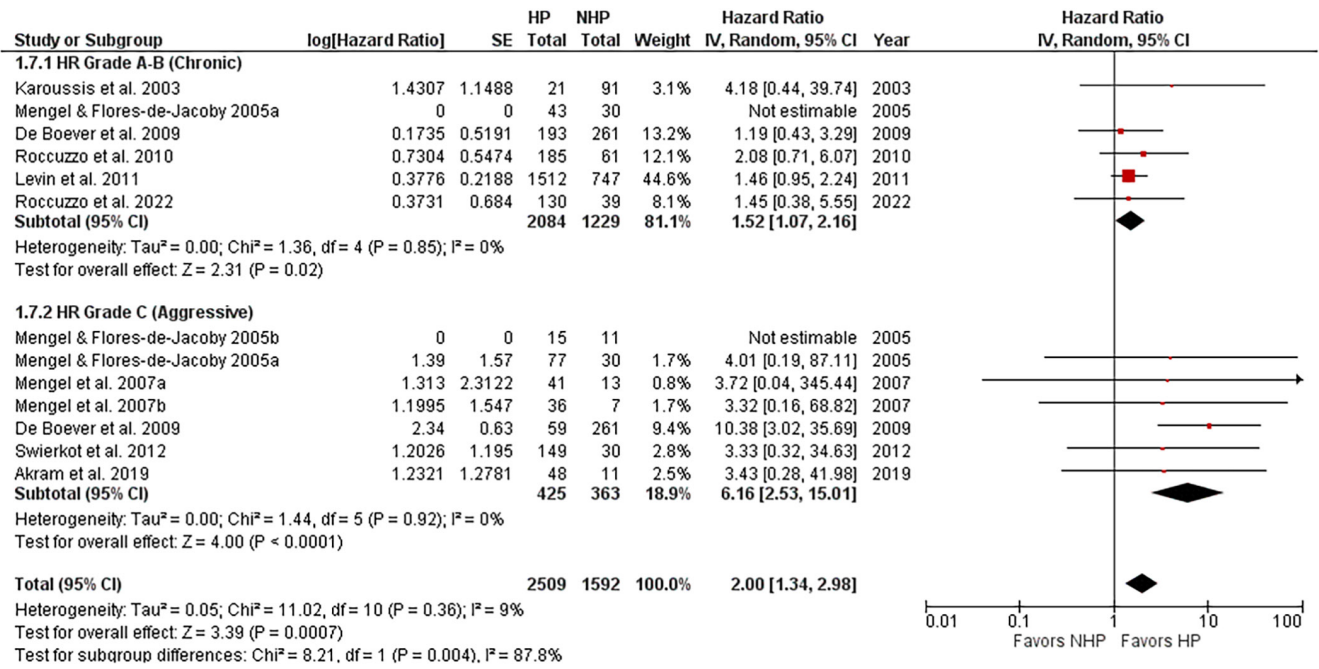 HP NHP Hazard Ratio Hazard Ratio
Study or Subgroup log[Hazard Ratio] SE Total Total Weight IV, Random, 95% CI Year IV, Random, 95% CI
1.7.1 HR Grade A-B (Chronic)
Karoussis et al. 2003 1.4307 1.1488 21 91 3.1% 4.18 [0.44, 39.74] 2003
Mengel & Flores-de-Jacoby 2005a 0 0 43 30 Not estimable 2005
De Boever et al. 2009 0.1735 0.5191 193 261 13.2% 1.19 [0.43, 3.29] 2009
Roccuzzo et al. 2010 0.7304 0.5474 185 61 12.1% 2.08 [0.71, 6.07] 2010
Levin et al. 2011 0.3776 0.2188 1512 747 44.6% 1.46 [0.95, 2.24] 2011
Roccuzzo et al. 2022 0.3731 0.684 130 39 8.1% 1.45 [0.38, 5.55] 2022
Subtotal (95% CI) 2084 1229 81.1% 1.52 [1.07, 2.16]
Heterogeneity: Tau² = 0.00; Chi² = 1.36, df = 4 (P = 0.85); I² = 0%
Test for overall effect: Z = 2.31 (P = 0.02)
1.7.2 HR Grade C (Aggressive)
Mengel & Flores-de-Jacoby 2005b 0 0 15 11 Not estimable 2005
Mengel & Flores-de-Jacoby 2005a 1.39 1.57 77 30 1.7% 4.01 [0.19, 87.11] 2005
Mengel et al. 2007a 1.313 2.3122 41 13 0.8% 3.72 [0.04, 345.44] 2007
Mengel et al. 2007b 1.1995 1.547 36 7 1.7% 3.32 [0.16, 68.82] 2007
De Boever et al. 2009 2.34 0.63 59 261 9.4% 10.38 [3.02, 35.69] 2009
Swierkot et al. 2012 1.2026 1.195 149 30 2.8% 3.33 [0.32, 34.63] 2012
Akram et al. 2019 1.2321 1.2781 48 11 2.5% 3.43 [0.28, 41.98] 2019
Subtotal (95% CI) 425 363 18.9% 6.16 [2.53, 15.01]
Heterogeneity: Tau² = 0.00; Chi² = 1.44, df = 5 (P = 0.92); I² = 0%
Test for overall effect: Z = 4.00 (P < 0.0001)
Total (95% CI) 2509 1592 100.0% 2.00 [1.34, 2.98]
Heterogeneity: Tau² = 0.05; Chi² = 11.02, df = 10 (P = 0.36); I² = 9%
Test for overall effect: Z = 3.39 (P = 0.0007)
Test for subgroup differences: Chi² = 8.21, df = 1 (P = 0.004), I² = 87.8%
0.01 0.1 1 10 100
Favors NHP Favors HP